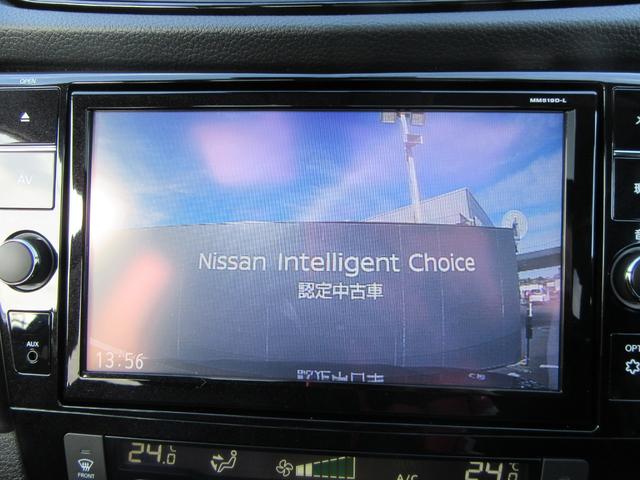 OPEN
MM519D-L
AV
Nissan Intelligent Choice
認定中古車
13:56
AUX
OPT
24.0
24.0°C
A/C
FRONT